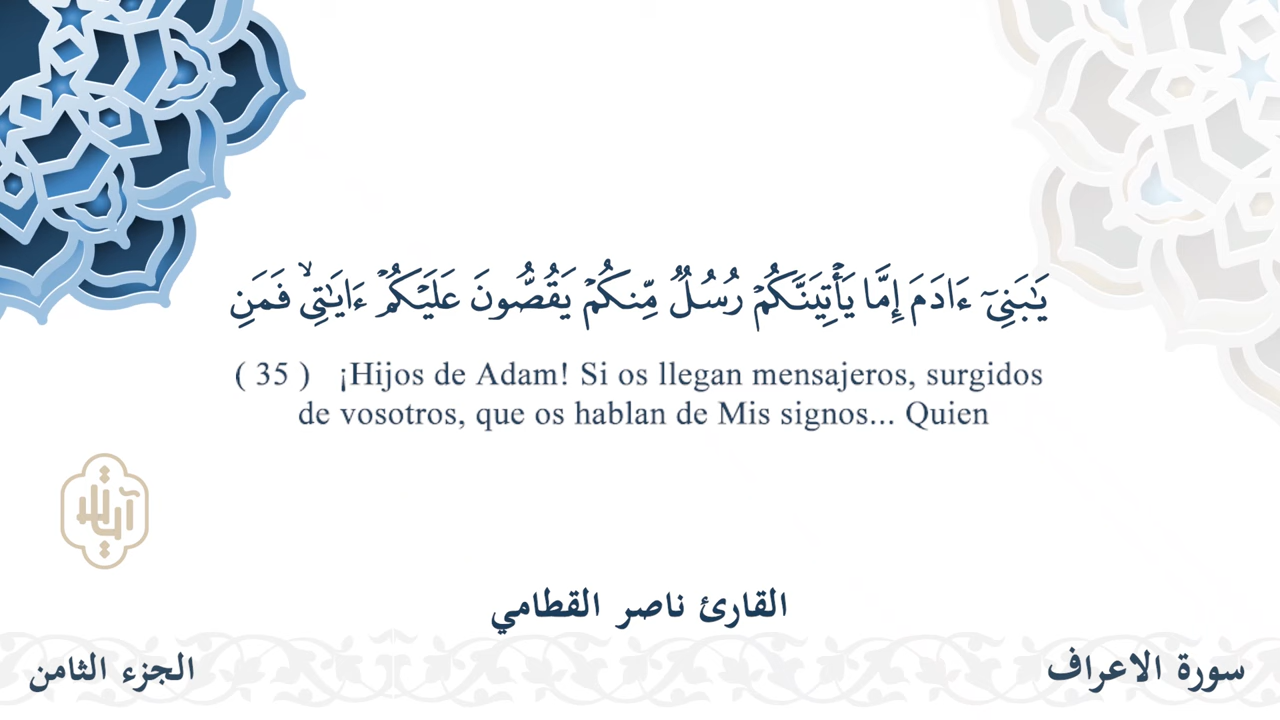 يَٰبَنِىٓ ءَادَمَ إِمَّا يَأْتِيَنَّكُمْ رُسُلٌ مِّنكُمْ يَقُصُّونَ عَلَيْكُمْ ءَايَٰتِىۙ فَمَنِ
( 35 ) ¡Hijos de Adam! Si os llegan mensajeros, surgidos
de vosotros, que os hablan de Mis signos... Quien
القارئ ناصر القطامي
سورة الاعراف
الجزء الثامن